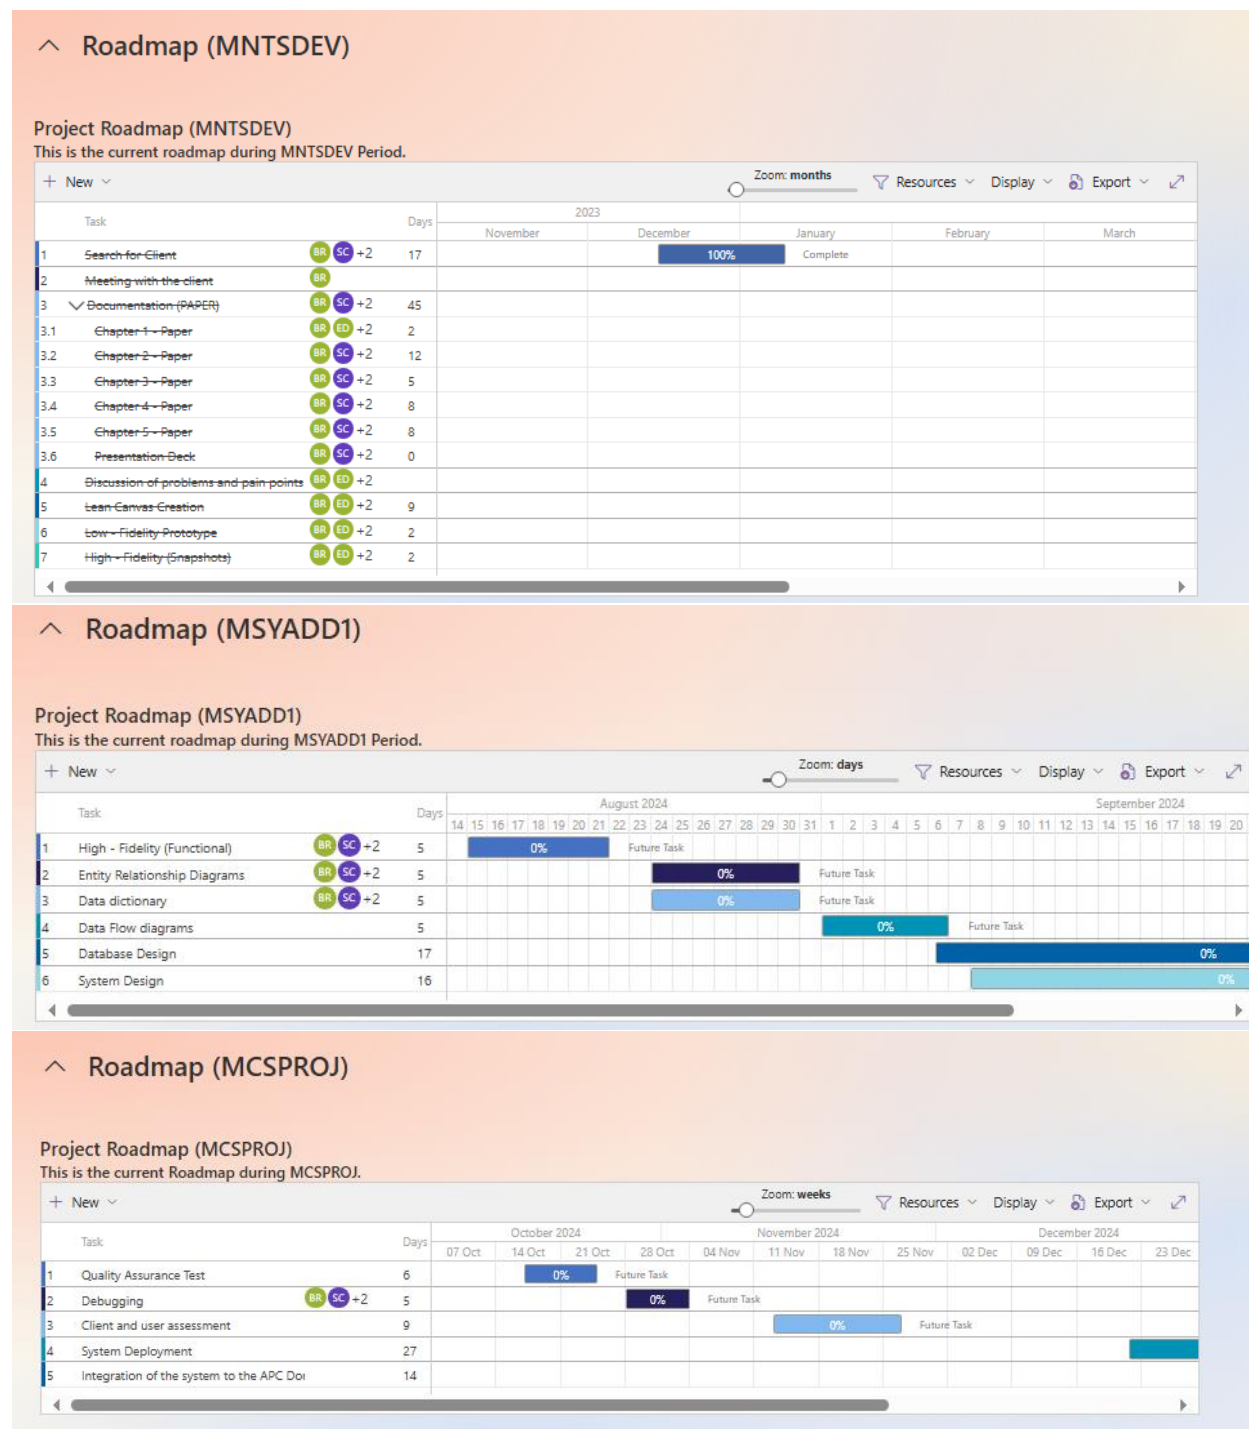 Roadmap (MNTSDEV)
Project Roadmap (MNTSDEV)
This is the current roadmap during MNTSDEV Period.
+ New Zoom: months Resources Display Export
Task Days 2023
November December January February March
1 Search for Client BR SC +2 17 100% Complete
2 Meeting with the client BR
3 Documentation (PAPER) BR SC +2 45
3.1 Chapter 1 - Paper BR ED +2 2
3.2 Chapter 2 - Paper BR SC +2 12
3.3 Chapter 3 - Paper BR SC +2 5
3.4 Chapter 4 - Paper BR SC +2 8
3.5 Chapter 5 - Paper BR SC +2 8
3.6 Presentation Deck BR SC +2 0
4 Discussion of problems and pain points BR ED +2
5 Lean Canvas Creation BR ED +2 9
6 Low - Fidelity Prototype BR ED +2 2
7 High - Fidelity (Snapshots) BR ED +2 2
Roadmap (MSYADD1)
Project Roadmap (MSYADD1)
This is the current roadmap during MSYADD1 Period.
+ New Zoom: days Resources Display Export
Task Days August 2024 September 2024
14 15 16 17 18 19 20 21 22 23 24 25 26 27 28 29 30 31 1 2 3 4 5 6 7 8 9 10 11 12 13 14 15 16 17 18 19 20
1 High - Fidelity (Functional) BR SC +2 5 0% Future Task
2 Entity Relationship Diagrams BR SC +2 5 0% Future Task
3 Data dictionary BR SC +2 5 0% Future Task
4 Data Flow diagrams 5 0% Future Task
5 Database Design 17 0%
6 System Design 16 0%
Roadmap (MCSPROJ)
Project Roadmap (MCSPROJ)
This is the current Roadmap during MCSPROJ.
+ New Zoom: weeks Resources Display Export
Task Days October 2024 November 2024 December 2024
07 Oct 14 Oct 21 Oct 28 Oct 04 Nov 11 Nov 18 Nov 25 Nov 02 Dec 09 Dec 16 Dec 23 Dec
1 Quality Assurance Test 6 0% Future Task
2 Debugging BR SC +2 5 0% Future Task
3 Client and user assessment 9 0% Future Task
4 System Deployment 27
5 Integration of the system to the APC Do 14